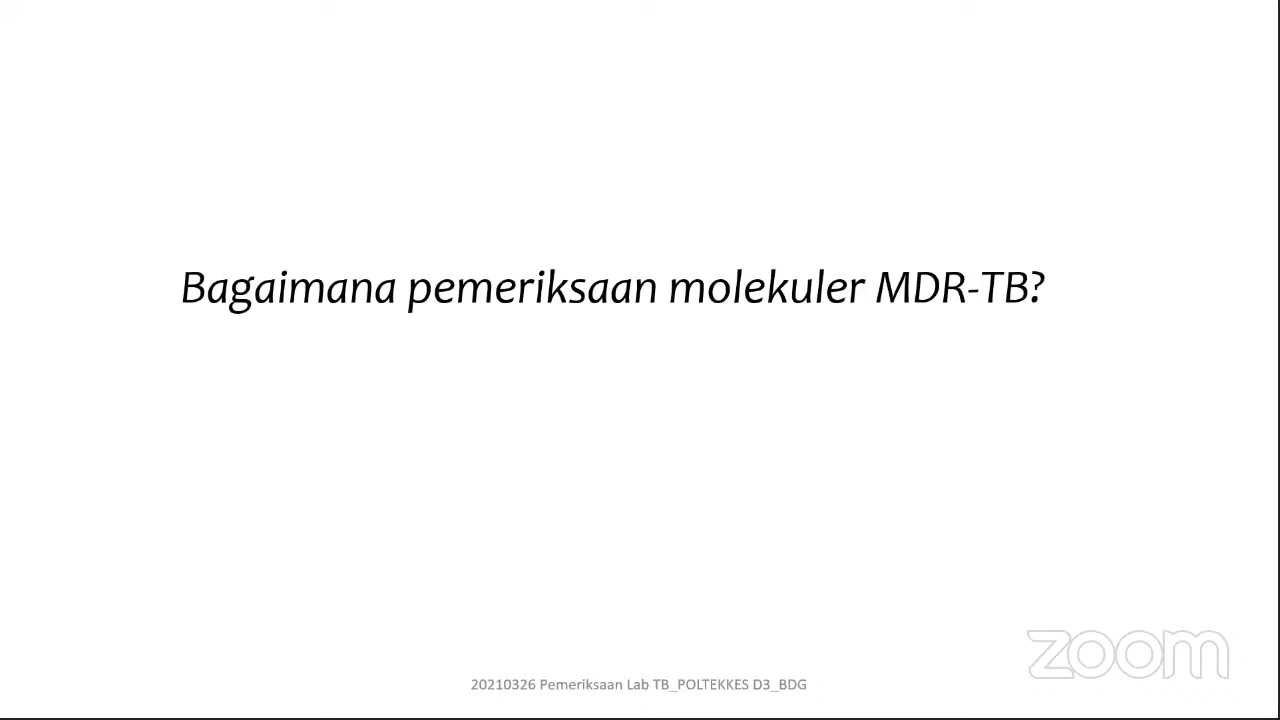 Bagaimana pemeriksaan molekuler MDR-TB?
zoom
20210326 Pemeriksaan Lab TB_POLTEKKES D3_BDG